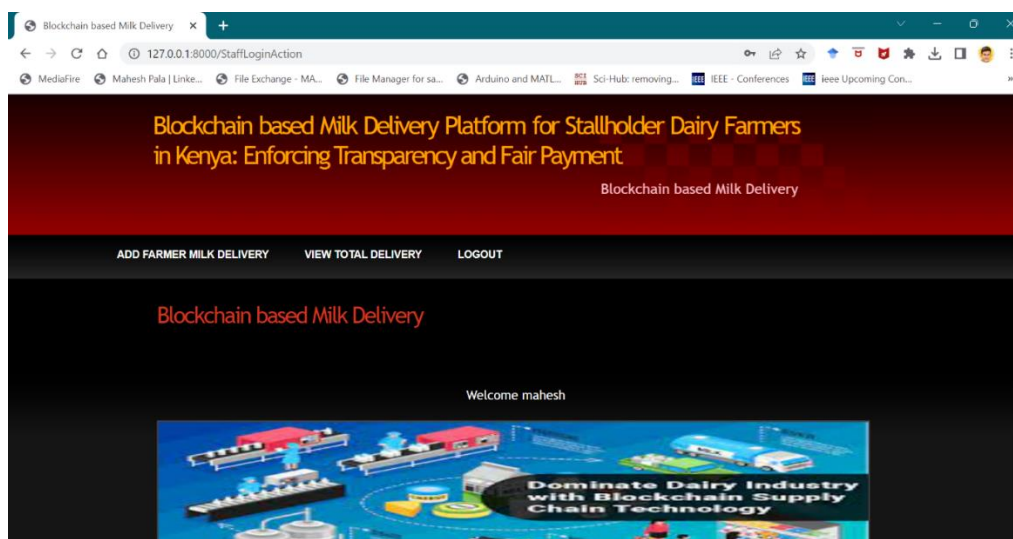 Blockchain based Milk Delivery
127.0.0.1:8000/StaffLoginAction
MediaFire Mahesh Pala | Linke... File Exchange - MA... File Manager for sa... Arduino and MATL... Sci-Hub: removing... IEEE - Conferences ieee Upcoming Con...
Blockchain based Milk Delivery Platform for Stallholder Dairy Farmers
in Kenya: Enforcing Transparency and Fair Payment
Blockchain based Milk Delivery
ADD FARMER MILK DELIVERY VIEW TOTAL DELIVERY LOGOUT
Blockchain based Milk Delivery
Welcome mahesh
MILK
Dominate Dairy Industry
with Blockchain Supply
Chain Technology